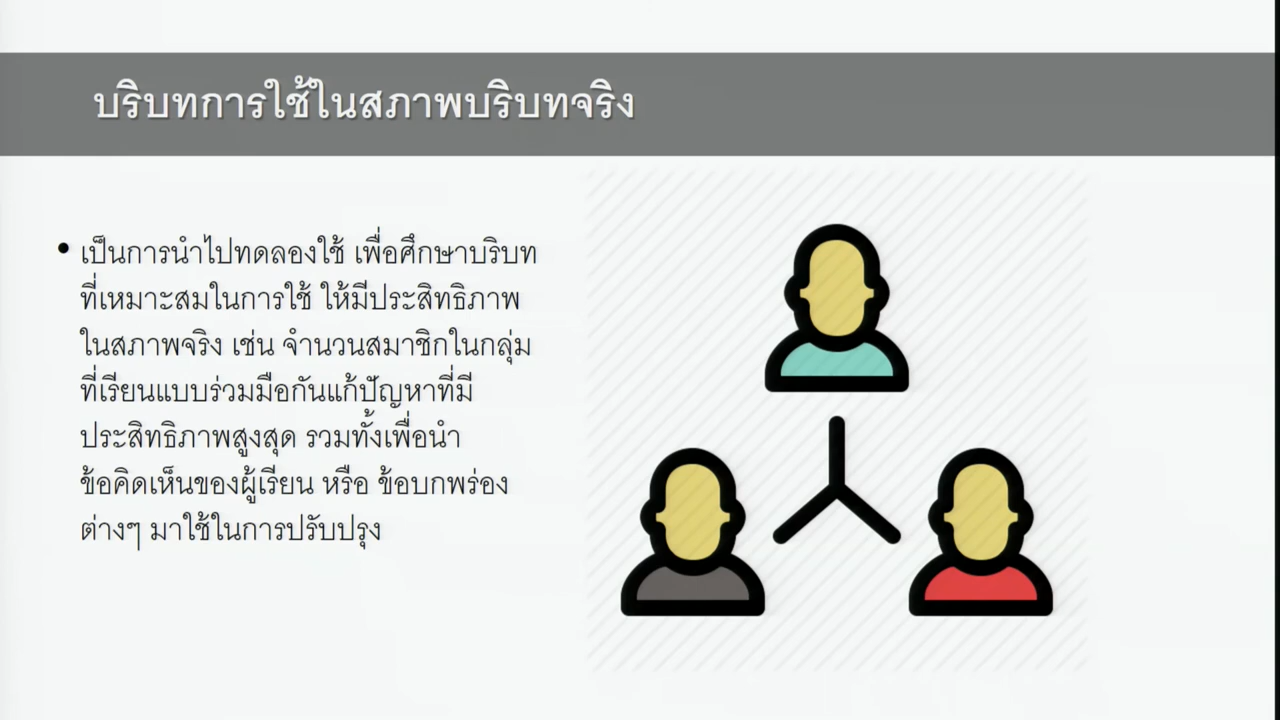 บริบทการใช้ในสภาพบริบทจริง
• เป็นการนำไปทดลองใช้ เพื่อศึกษาบริบท
ที่เหมาะสมในการใช้ ให้มีประสิทธิภาพ
ในสภาพจริง เช่น จำนวนสมาชิกในกลุ่ม
ที่เรียนแบบร่วมมือกันแก้ปัญหาที่มี
ประสิทธิภาพสูงสุด รวมทั้งเพื่อนำ
ข้อคิดเห็นของผู้เรียน หรือ ข้อบกพร่อง
ต่างๆ มาใช้ในการปรับปรุง